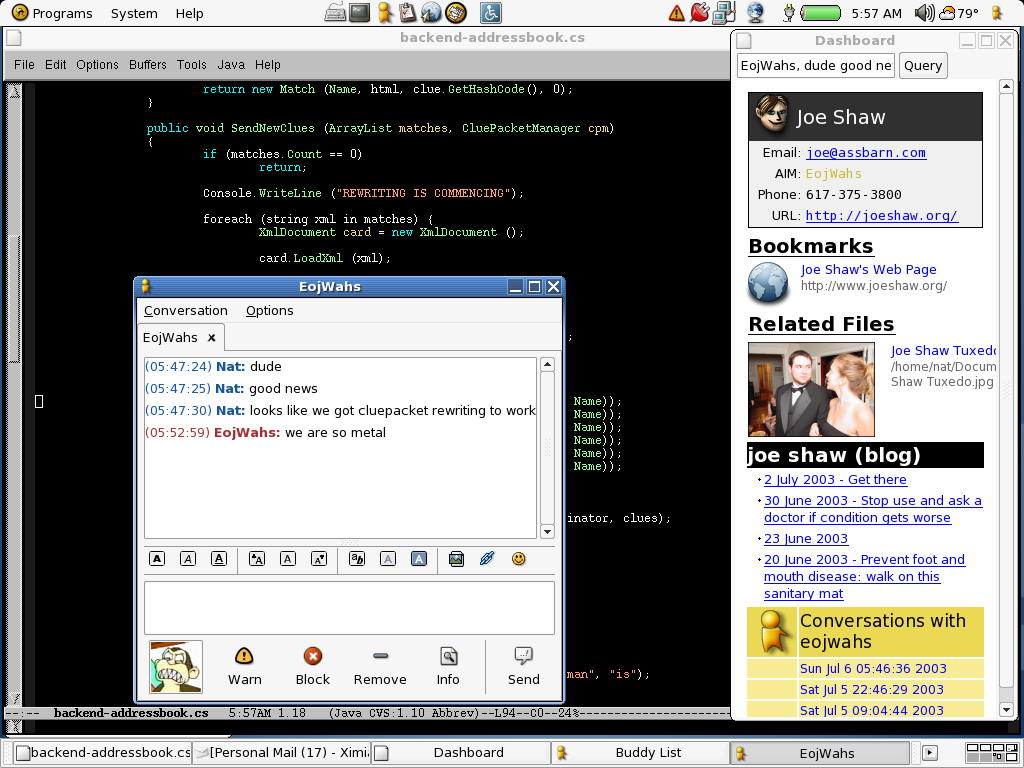 Programs System Help 5:57 AM 79°
backend-addressbook.cs
File Edit Options Buffers Tools Java Help
return new Match (Name, html, clue.GetHashCode(), 0);
}
public void SendNewClues (ArrayList matches, CluePacketManager cpm)
{
if (matches.Count == 0)
return;
Console.WriteLine ("REWRITING IS COMMENCING");
foreach (string xml in matches) {
XmlDocument card = new XmlDocument ();
card.LoadXml (xml);
;
Name));
Name));
Name));
Name));
Name));
Name));
inator, clues);
man", "is");
-- backend-addressbook.cs 5:57AM 1.18 (Java CVS:1.10 Abbrev)--L94--C0--24%
EojWahs
Conversation Options
EojWahs x
(05:47:24) Nat: dude
(05:47:25) Nat: good news
(05:47:30) Nat: looks like we got cluepacket rewriting to work
(05:52:59) EojWahs: we are so metal
Warn Block Remove Info Send
Dashboard
EojWahs, dude good ne Query
Joe Shaw
Email: joe@assbarn.com
AIM: EojWahs
Phone: 617-375-3800
URL: http://joeshaw.org/
Bookmarks
Joe Shaw's Web Page
http://www.joeshaw.org/
Related Files
Joe Shaw Tuxedo
/home/nat/Docum
Shaw Tuxedo.jpg
joe shaw (blog)
2 July 2003 - Get there
30 June 2003 - Stop use and ask a
doctor if condition gets worse
23 June 2003
20 June 2003 - Prevent foot and
mouth disease: walk on this
sanitary mat
Conversations with
eojwahs
Sun Jul 6 05:46:36 2003
Sat Jul 5 22:46:29 2003
Sat Jul 5 09:04:44 2003
backend-addressbook.cs [Personal Mail (17) - Ximi Dashboard Buddy List EojWahs